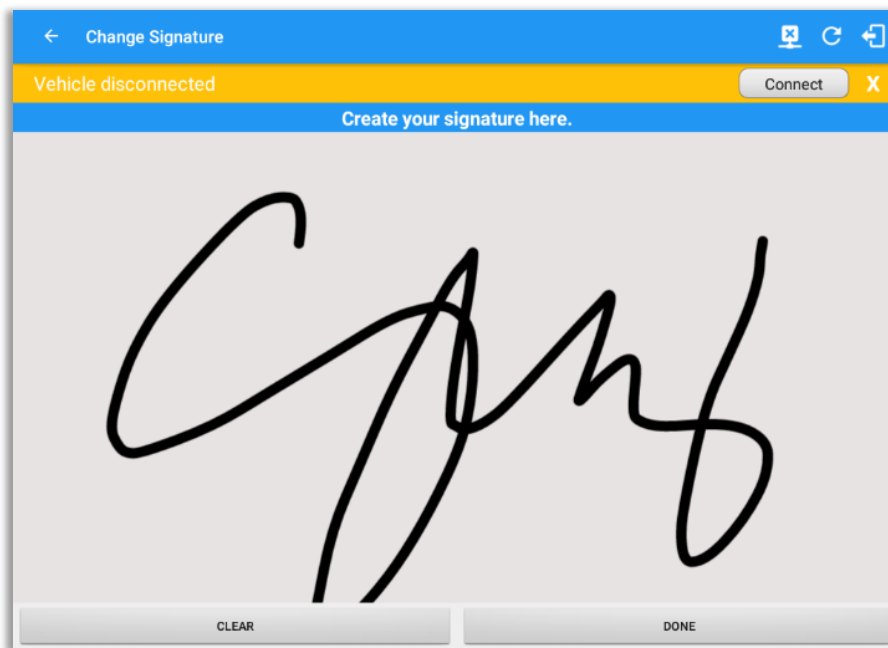 Change Signature
Vehicle disconnected
Connect
X
Create your signature here.
CLEAR
DONE